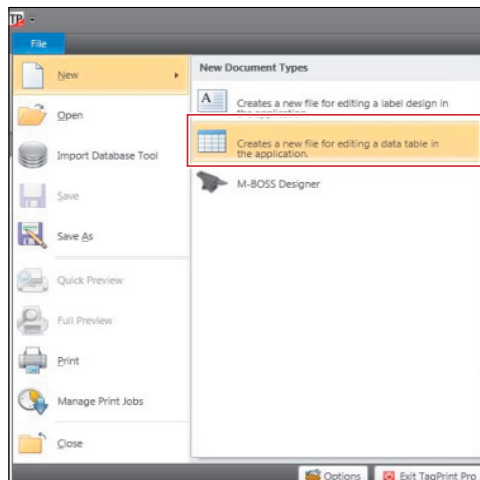 TP
File
New
Open
Import Database Tool
Save
Save As
Quick Preview
Full Preview
Print
Manage Print Jobs
Close
New Document Types
A
Creates a new file for editing a label design in
the application.
Creates a new file for editing a data table in
the application.
M-BOSS Designer
Options
Exit TagPrint Pro